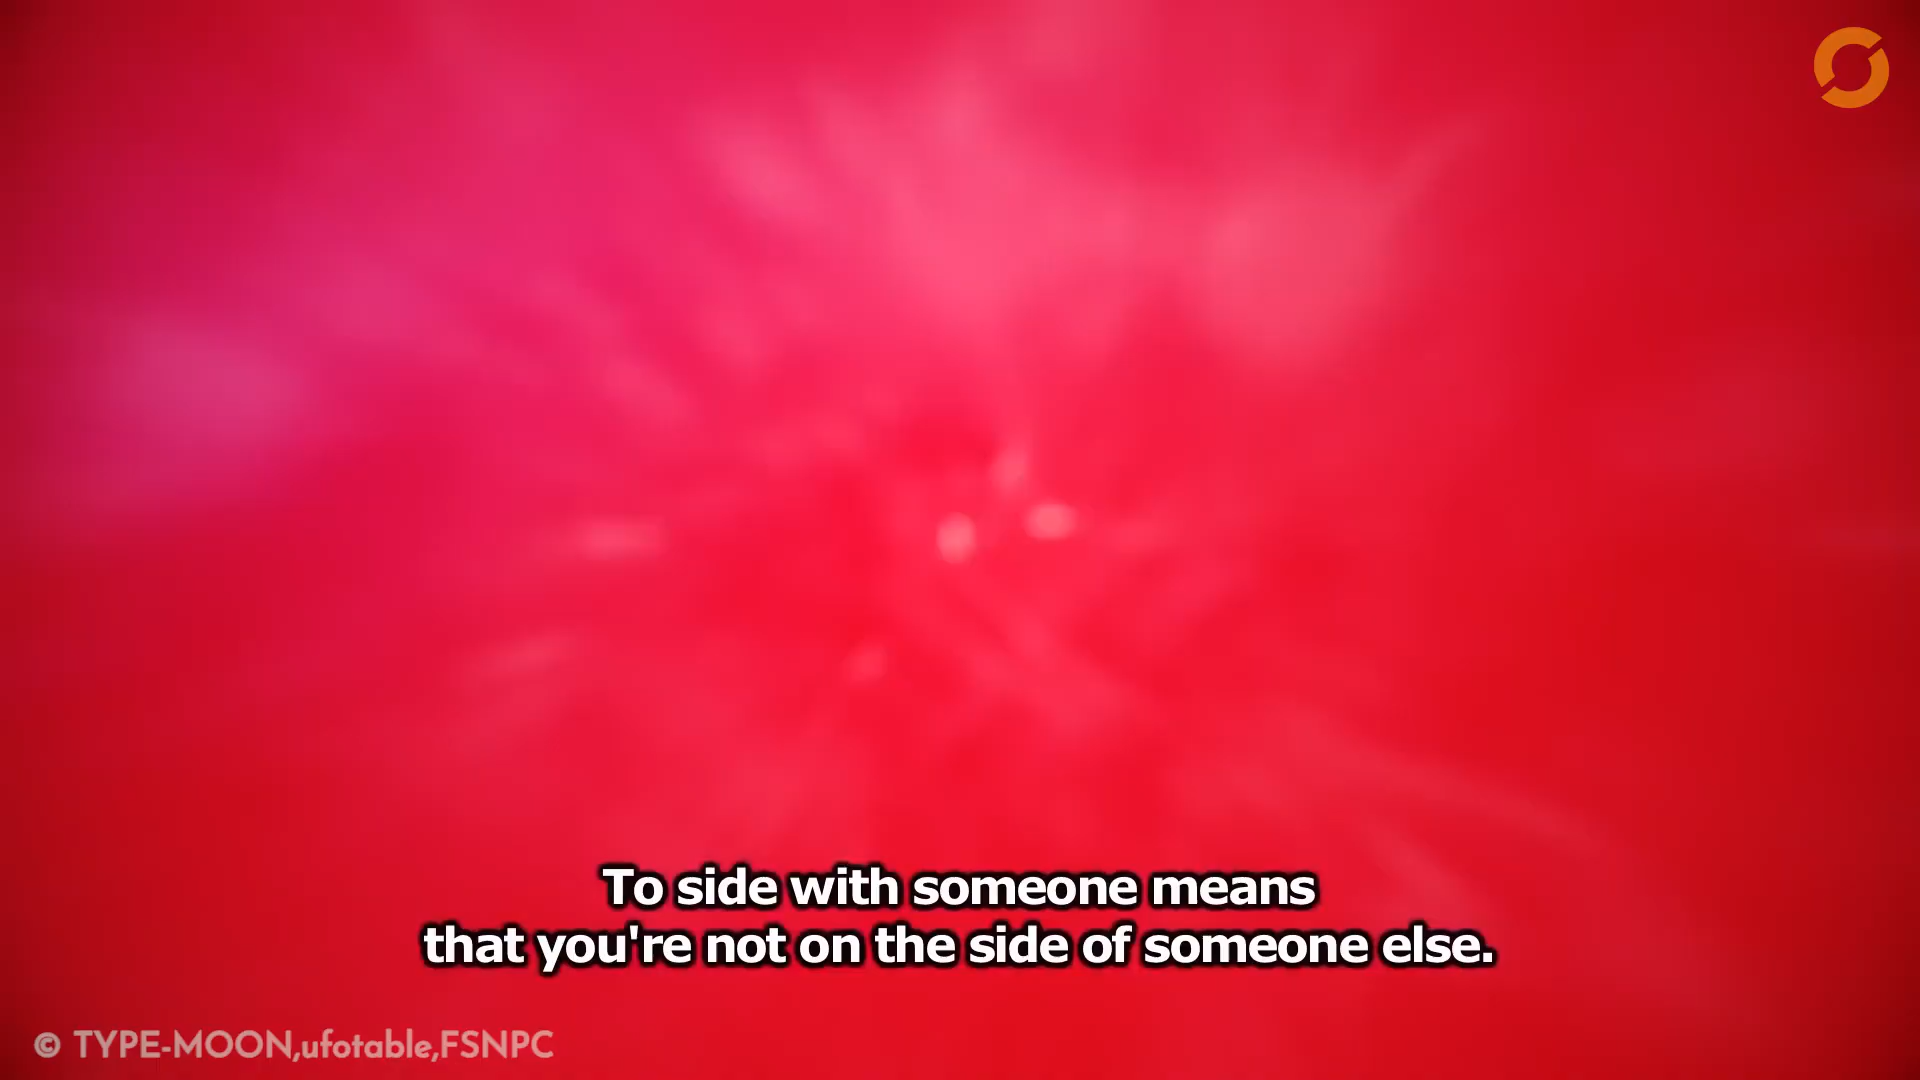 To side with someone means
that you're not on the side of someone else.
© TYPE-MOON,ufotable,FSNPC